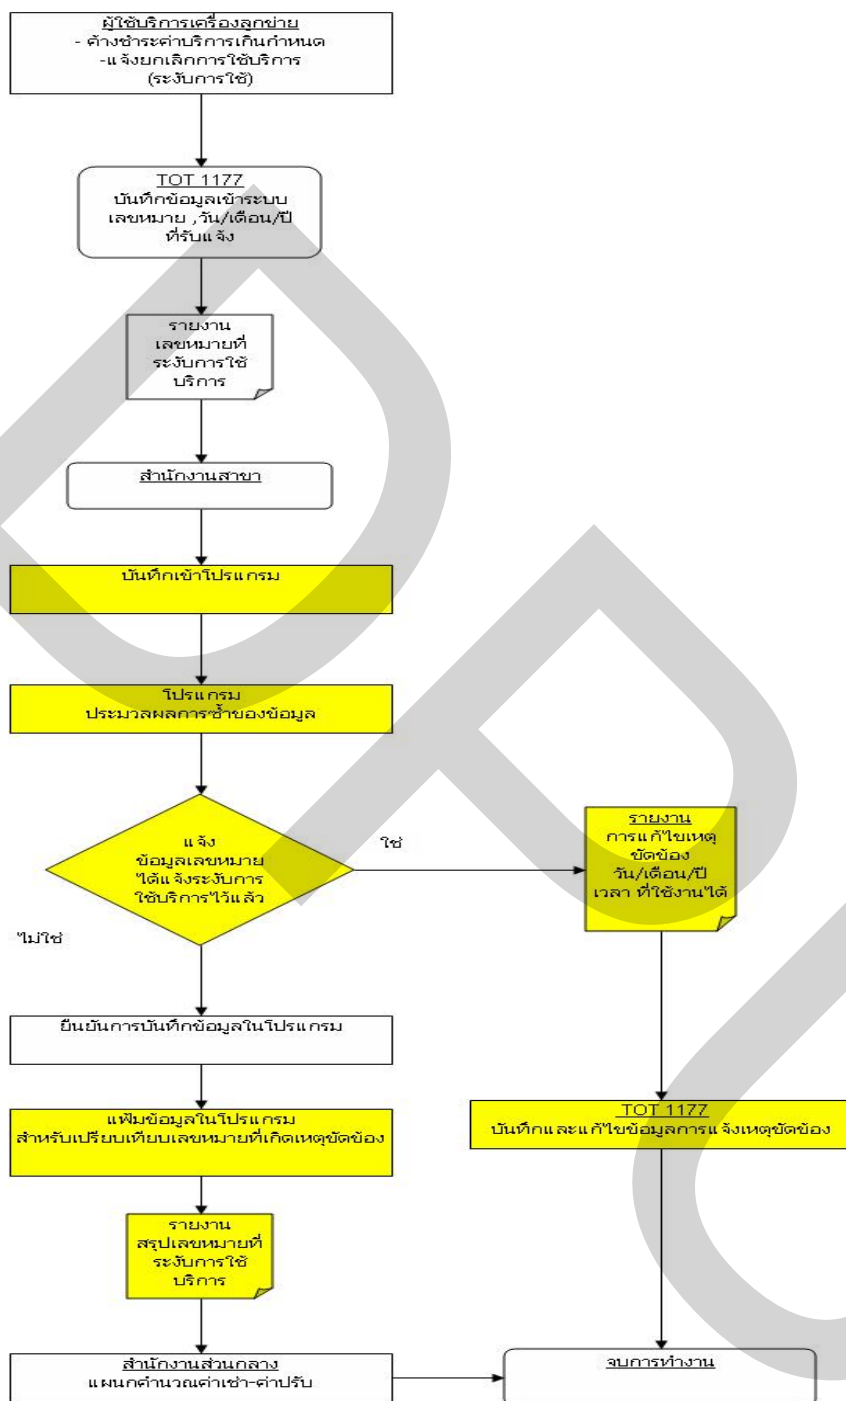 ผู้ใช้บริการเครื่องลูกข่าย
- ค้างชำระค่าบริการเกินกำหนด
-แจ้งยกเลิกการใช้บริการ
(ระงับการใช้)
TOT 1177
บันทึกข้อมูลเข้าระบบ
เลขหมาย ,วัน/เดือน/ปี
ที่รับแจ้ง
รายงาน
เลขหมายที่
ระงับการใช้
บริการ
สำนักงานสาขา
บันทึกเข้าโปรแกรม
โปรแกรม
ประมวลผลการซ้ำของข้อมูล
แจ้ง
ข้อมูลเลขหมาย
ได้แจ้งระงับการ
ใช้บริการไว้แล้ว
ใช่
รายงาน
การแก้ไขเหตุ
ขัดข้อง
วัน/เดือน/ปี
เวลา ที่ใช้งานได้
ไม่ใช่
ยืนยันการบันทึกข้อมูลในโปรแกรม
แฟ้มข้อมูลในโปรแกรม
สำหรับเปรียบเทียบเลขหมายที่เกิดเหตุขัดข้อง
TOT 1177
บันทึกและแก้ไขข้อมูลการแจ้งเหตุขัดข้อง
รายงาน
สรุปเลขหมายที่
ระงับการใช้
บริการ
สำนักงานส่วนกลาง
แผนกคำนวณค่าเช่า-ค่าปรับ
จบการทำงาน